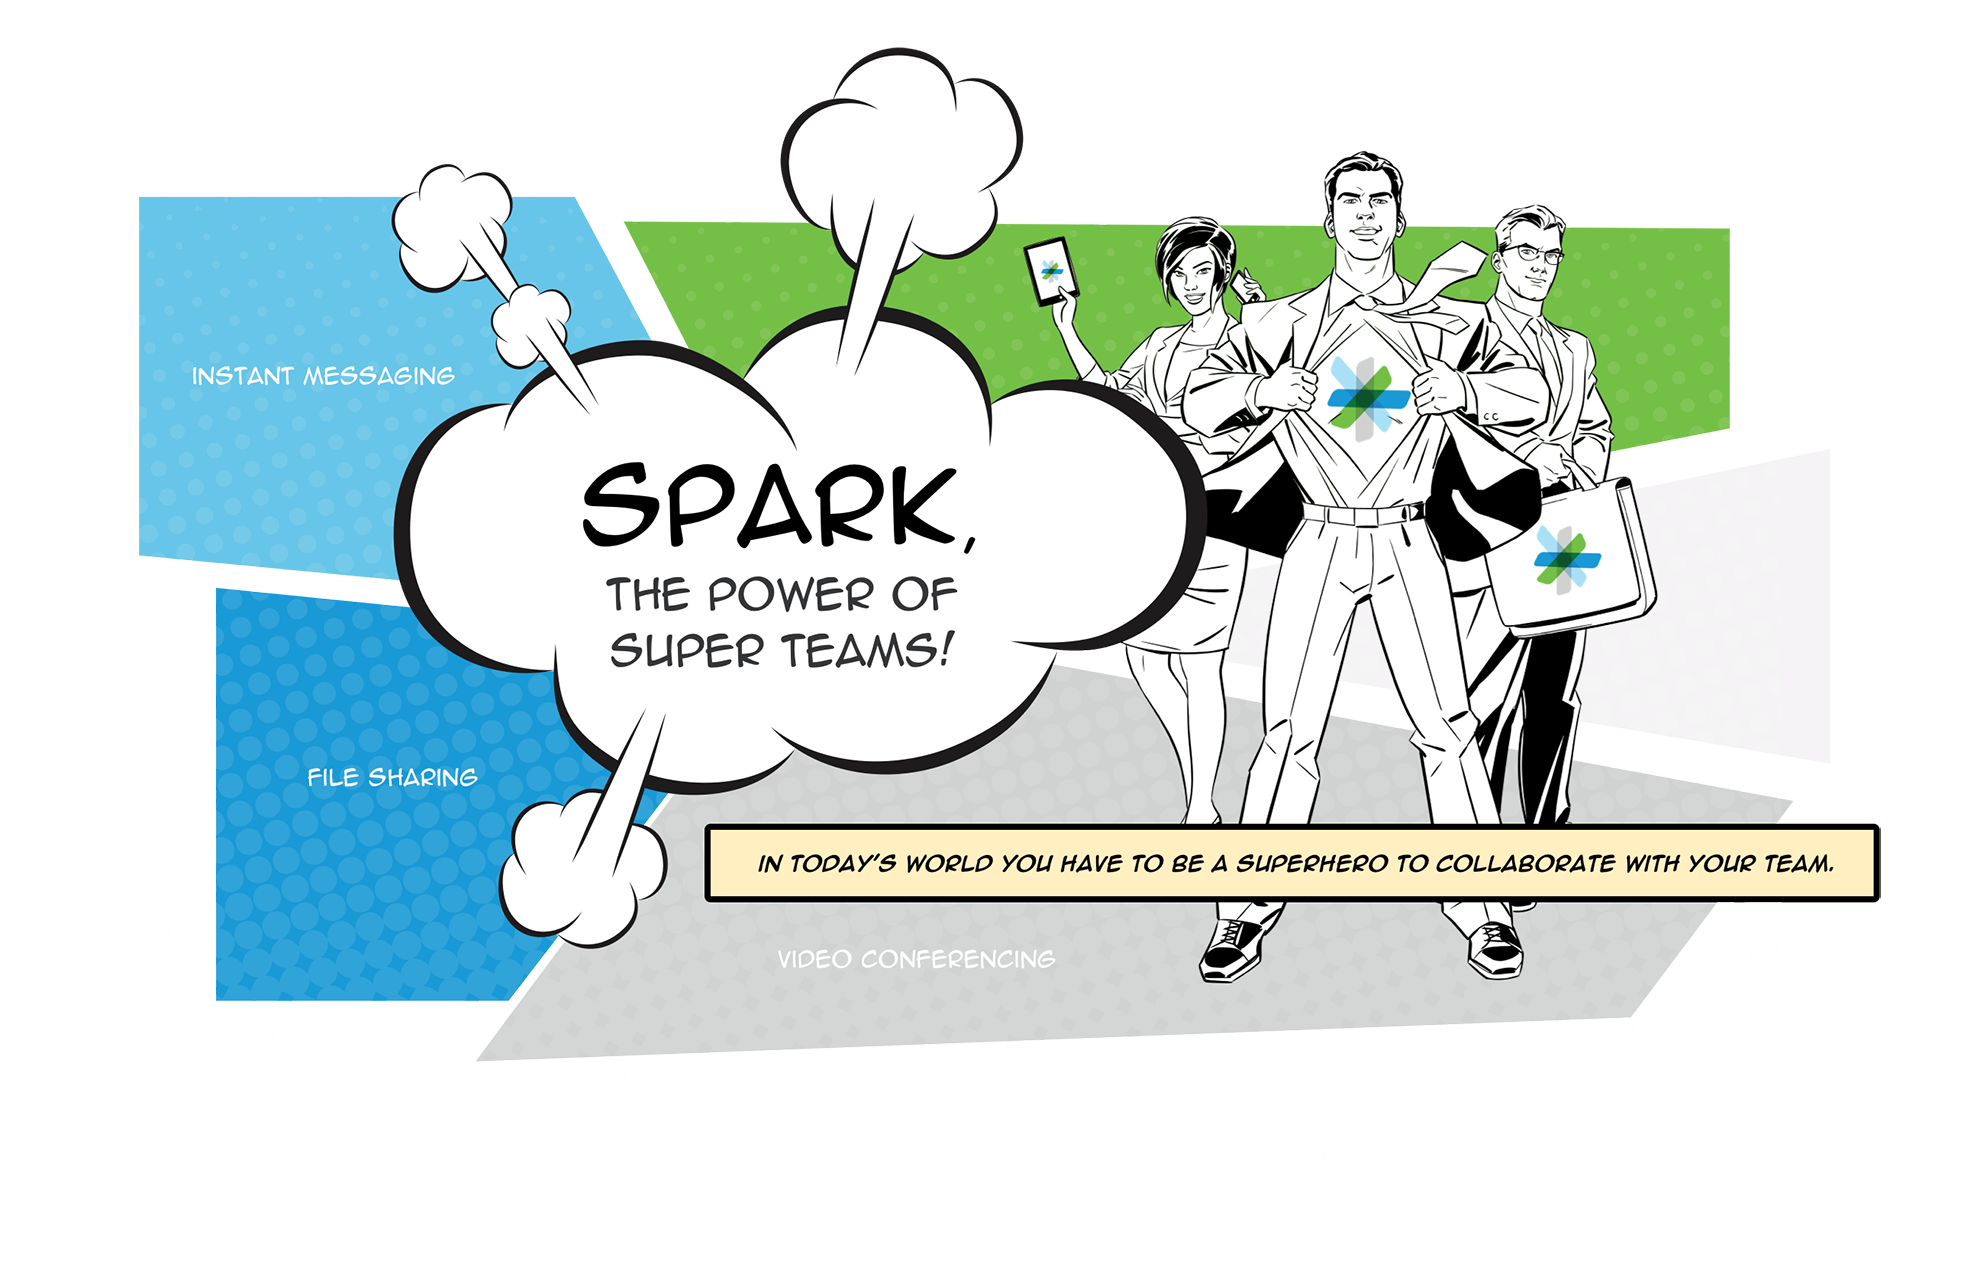 INSTANT MESSAGING
SPARK,
THE POWER OF
SUPER TEAMS!
FILE SHARING
IN TODAY'S WORLD YOU HAVE TO BE A SUPERHERO TO COLLABORATE WITH YOUR TEAM.
VIDEO CONFERENCING